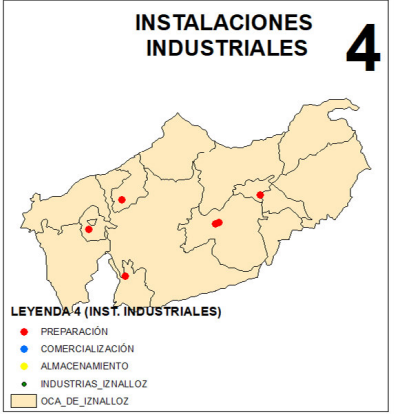 INSTALACIONES
INDUSTRIALES
4
LEYENDA 4 (INST. INDUSTRIALES)
PREPARACIÓN
COMERCIALIZACIÓN
ALMACENAMIENTO
INDUSTRIAS_IZNALLOZ
OCA_DE_IZNALLOZ